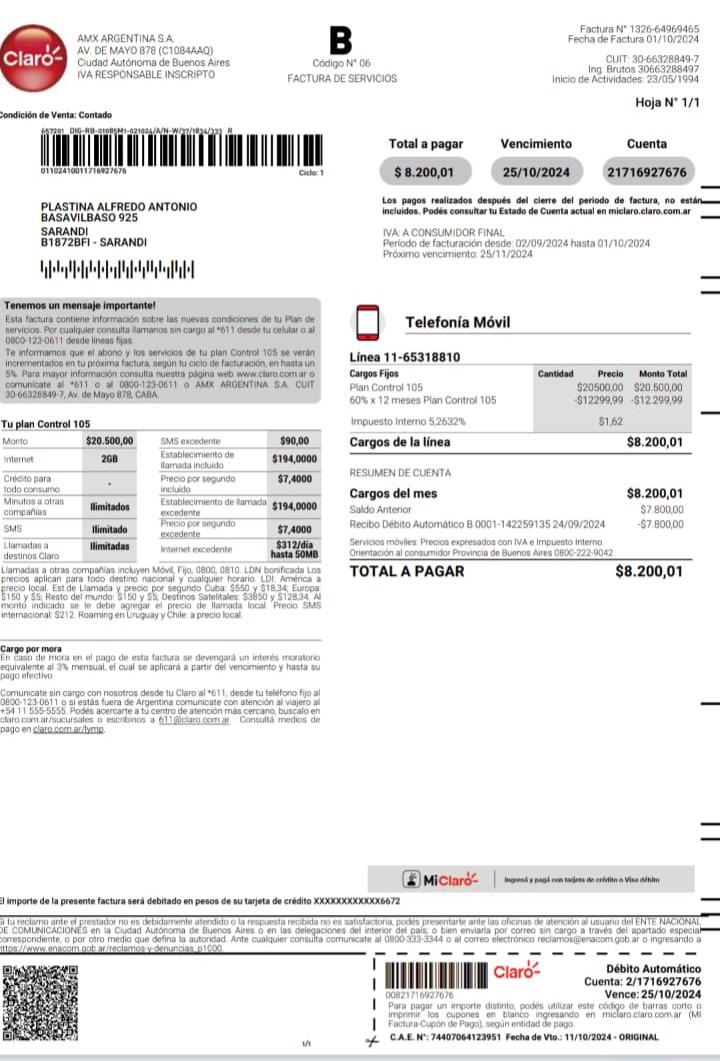 Claro
AMX ARGENTINA S.A.
AV. DE MAYO 878 (C1084AAQ)
Ciudad Autónoma de Buenos Aires
IVA RESPONSABLE INSCRIPTO
B
Código N° 06
FACTURA DE SERVICIOS
Factura N° 1326-64969465
Fecha de Factura 01/10/2024
CUIT: 30-66328849-7
Ing. Brutos 30663288497
Inicio de Actividades: 23/05/1994
Hoja N° 1/1
Condición de Venta: Contado
01102410011716927676
Ciclo: 1
PLASTINA ALFREDO ANTONIO
BASAVILBASO 925
SARANDI
B1872BFI - SARANDI
Total a pagar Vencimiento Cuenta
$ 8.200,01 25/10/2024 21716927676
Los pagos realizados después del cierre del periodo de factura, no están
incluidos. Podés consultar tu Estado de Cuenta actual en miclaro.claro.com.ar
IVA: A CONSUMIDOR FINAL
Período de facturación desde: 02/09/2024 hasta 01/10/2024
Próximo vencimiento: 25/11/2024
Tenemos un mensaje importante!
Esta factura contiene información sobre las nuevas condiciones de tu Plan de
servicios. Por cualquier consulta llamanos sin cargo al *611 desde tu celular o al
0800-123-0611 desde líneas fijas.
Te informamos que el abono y los servicios de tu plan Control 105 se verán
incrementados en tu próxima factura, según tu ciclo de facturación, en hasta un
5%. Para mayor información consulta nuestra página web www.claro.com.ar o
comunicate al *611 o al 0800-123-0611 o AMX ARGENTINA S.A. CUIT
30-66328849-7, Av. de Mayo 878, CABA.
Tu plan Control 105
Monto $20.500,00 SMS excedente $90,00
Internet 2GB Establecimiento de llamada incluido $194,0000
Crédito para todo consumo - Precio por segundo incluido $7,4000
Minutos a otras compañías Ilimitados Establecimiento de llamada excedente $194,0000
SMS Ilimitado Precio por segundo excedente $7,4000
Llamadas a destinos Claro Ilimitadas Internet excedente $312/día hasta 50MB
Llamadas a otras compañías incluyen Móvil, Fijo, 0800, 0810. LDN bonificada Los
precios aplican para todo destino nacional y cualquier horario. LDI: América a
precio local. Est.de Llamada y precio por segundo Cuba: $550 y $18,34; Europa:
$150 y $5; Resto del mundo: $150 y $5; Destinos Satelitales: $3850 y $128,34. Al
monto indicado se le debe agregar el precio de llamada local. Precio SMS
internacional: $212. Roaming en Uruguay y Chile: a precio local.
Cargo por mora
En caso de mora en el pago de esta factura se devengará un interés moratorio
equivalente al 3% mensual, el cual se aplicará a partir del vencimiento y hasta su
pago efectivo.
Comunicate sin cargo con nosotros desde tu Claro al *611, desde tu teléfono fijo al
0800-123-0611 o si estás fuera de Argentina comunicate con atención al viajero al
+54 11 555-5555. Podés acercarte a tu centro de atención más cercano, buscalo en
claro.com.ar/sucursales o escribinos a 611@claro.com.ar . Consultá medios de
pago en claro.com.ar/lymp.
Telefonía Móvil
Línea 11-65318810
Cargos Fijos Cantidad Precio Monto Total
Plan Control 105 $20500,00 $20.500,00
60% x 12 meses Plan Control 105 -$12299,99 -$12.299,99
Impuesto Interno 5,2632% $1,62
Cargos de la línea $8.200,01
RESUMEN DE CUENTA
Cargos del mes $8.200,01
Saldo Anterior $7.800,00
Recibo Débito Automático B 0001-142259135 24/09/2024 -$7.800,00
Servicios móviles: Precios expresados con IVA e Impuesto Interno.
Orientación al consumidor Provincia de Buenos Aires 0800-222-9042
TOTAL A PAGAR $8.200,01
MiClaro Ingresá y pagá con tarjeta de crédito o Visa débito
El importe de la presente factura será debitado en pesos de su tarjeta de crédito XXXXXXXXXXXX6672
Si tu reclamo ante el prestador no es debidamente atendido o la respuesta recibida no es satisfactoria, podés presentarte ante las oficinas de atención al usuario del ENTE NACIONAL
DE COMUNICACIONES en la Ciudad Autónoma de Buenos Aires o en las delegaciones del interior del país; o bien enviarla por correo sin cargo a través del apartado especial
correspondiente, o por otro medio que defina la autoridad. Ante cualquier consulta comunicate al 0800-333-3344 o al correo electrónico reclamos@enacom.gob.ar o ingresando a
https://www.enacom.gob.ar/reclamos-y-denuncias_p1000
1/1
00821716927676
Claro
Débito Automático
Cuenta: 2/1716927676
Vence: 25/10/2024
Para pagar un importe distinto, podés utilizar este código de barras corto o
imprimir los cupones en blanco ingresando en miclaro.claro.com.ar (MI
Factura-Cupón de Pago), según entidad de pago.
C.A.E. N°: 74407064123951 Fecha de Vto.: 11/10/2024 - ORIGINAL